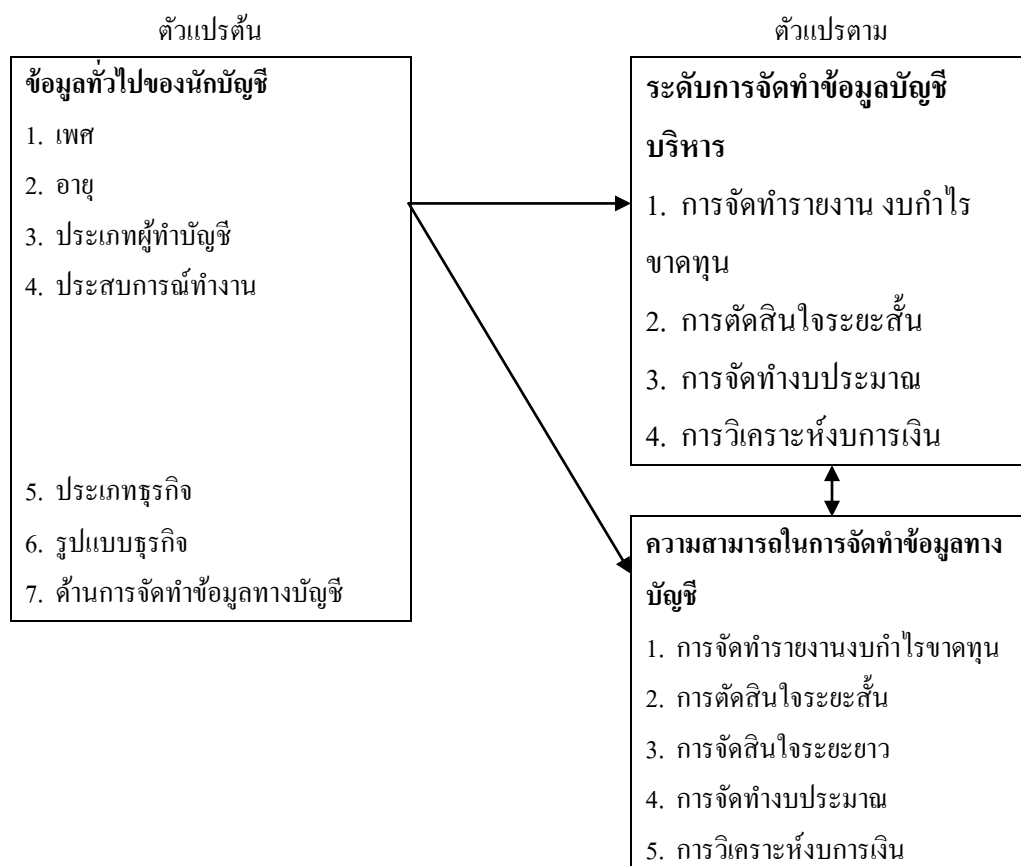 ตัวแปรต้น
ข้อมูลทั่วไปของนักบัญชี
1. เพศ
2. อายุ
3. ประเภทผู้ทำบัญชี
4. ประสบการณ์ทำงาน
5. ประเภทธุรกิจ
6. รูปแบบธุรกิจ
7. ด้านการจัดทำข้อมูลทางบัญชี
ตัวแปรตาม
ระดับการจัดทำข้อมูลบัญชี
บริหาร
1. การจัดทำรายงาน งบกำไร
ขาดทุน
2. การตัดสินใจระยะสั้น
3. การจัดทำงบประมาณ
4. การวิเคราะห์งบการเงิน
ความสามารถในการจัดทำข้อมูลทาง
บัญชี
1. การจัดทำรายงานงบกำไรขาดทุน
2. การตัดสินใจระยะสั้น
3. การจัดสินใจระยะยาว
4. การจัดทำงบประมาณ
5. การวิเคราะห์งบการเงิน